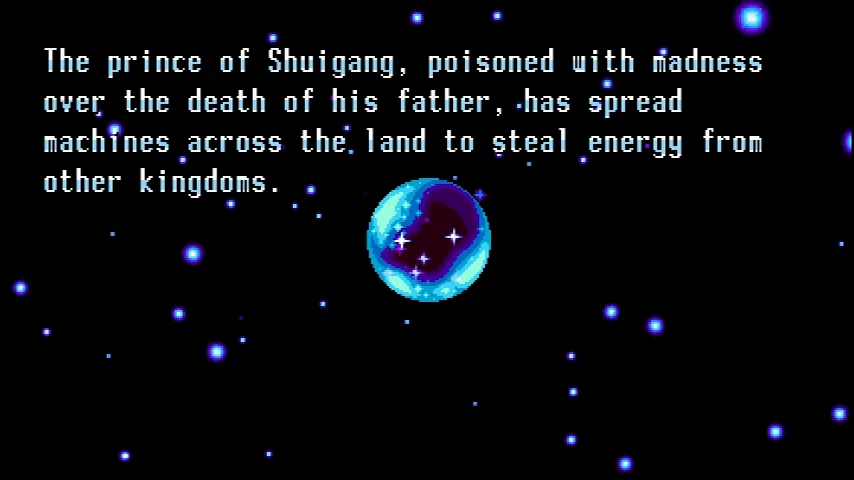 The prince of Shuigang, poisoned with madness
over the death of his father, has spread
machines across the land to steal energy from
other kingdoms.